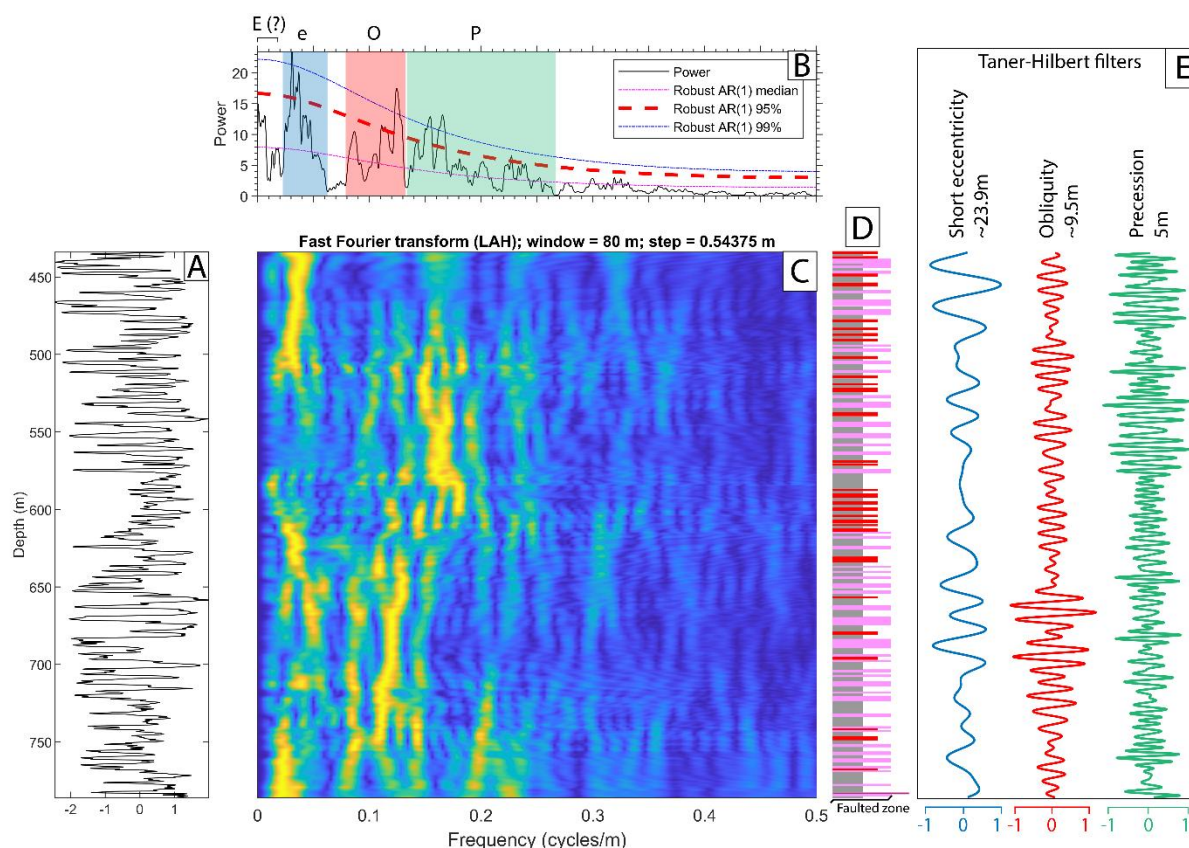 E (?)
e
O
P
B
Power
20
15
10
5
0
Power
Robust AR(1) median
Robust AR(1) 95%
Robust AR(1) 99%
Taner-Hilbert filters
E
Short eccentricity
~23.9m
Obliquity
~9.5m
Precession
5m
Fast Fourier transform (LAH); window = 80 m; step = 0.54375 m
A
C
D
Depth (m)
450
500
550
600
650
700
750
-2
-1
0
1
0
0.1
0.2
0.3
0.4
0.5
Frequency (cycles/m)
Faulted zone
-1
0
1
-1
0
1
-1
0
1